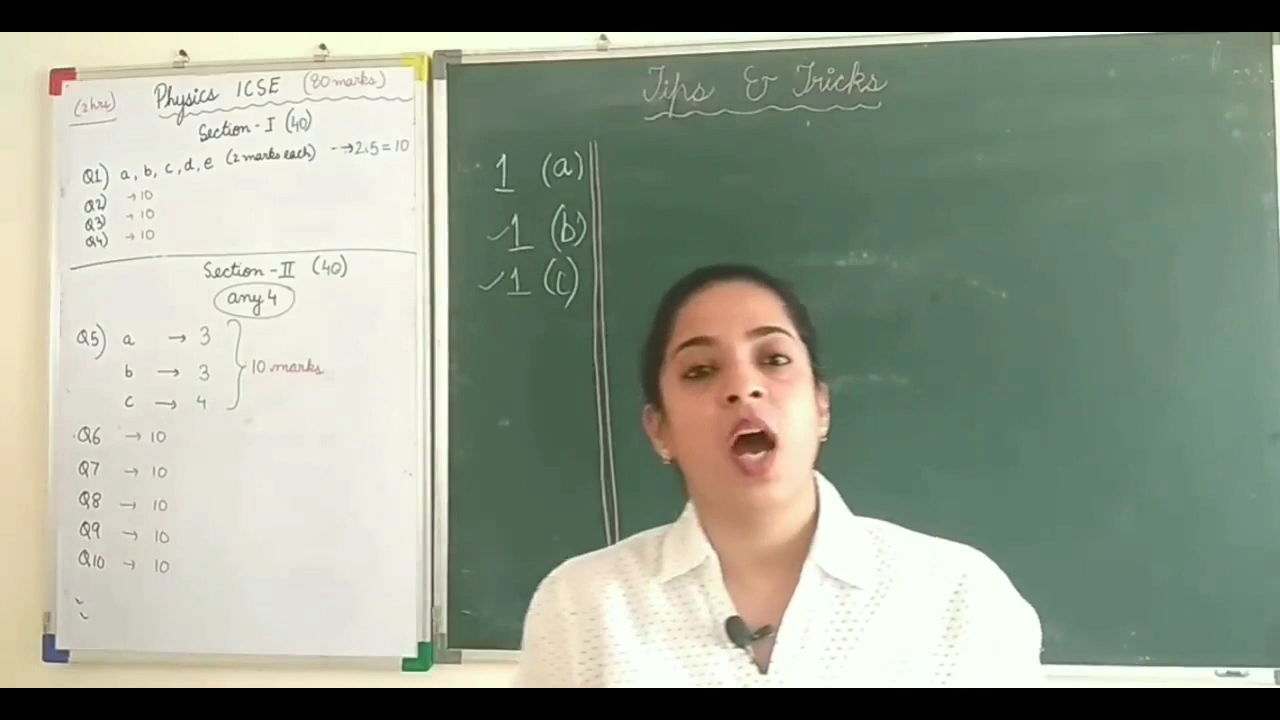 (2hrs) Physics ICSE (80 marks)
Section - I (40)
Q1) a, b, c, d, e (2 marks each) --→ 2×5 = 10
Q2) → 10
Q3) → 10
Q4) → 10
Section - II (40)
any 4
Q5) a → 3
b → 3
c → 4
10 marks
Q6 → 10
Q7 → 10
Q8 → 10
Q9 → 10
Q10 → 10
Tips & Tricks
1 (a)
✓1 (b)
✓1 (c)